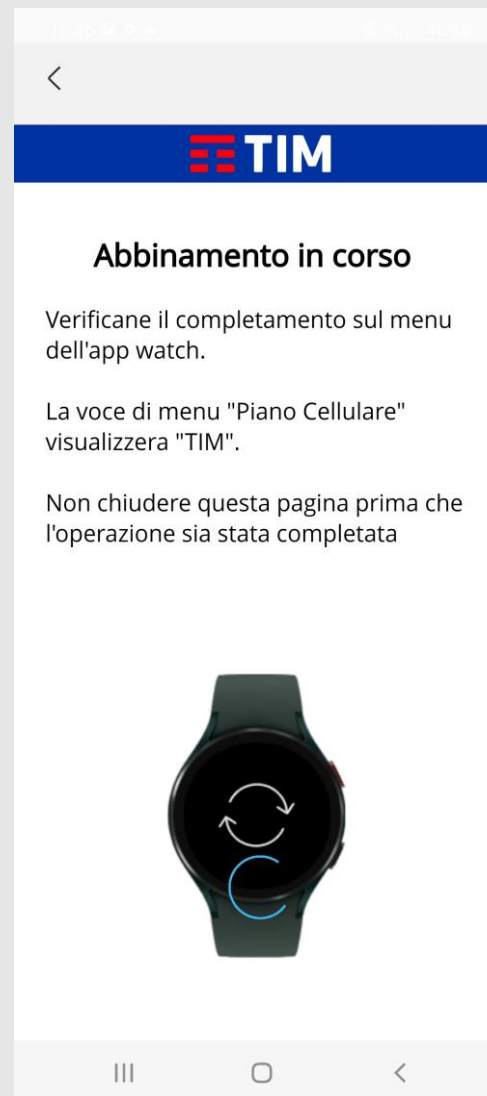 TIM
Abbinamento in corso
Verificane il completamento sul menu
dell'app watch.
La voce di menu "Piano Cellulare"
visualizzera "TIM".
Non chiudere questa pagina prima che
l'operazione sia stata completata